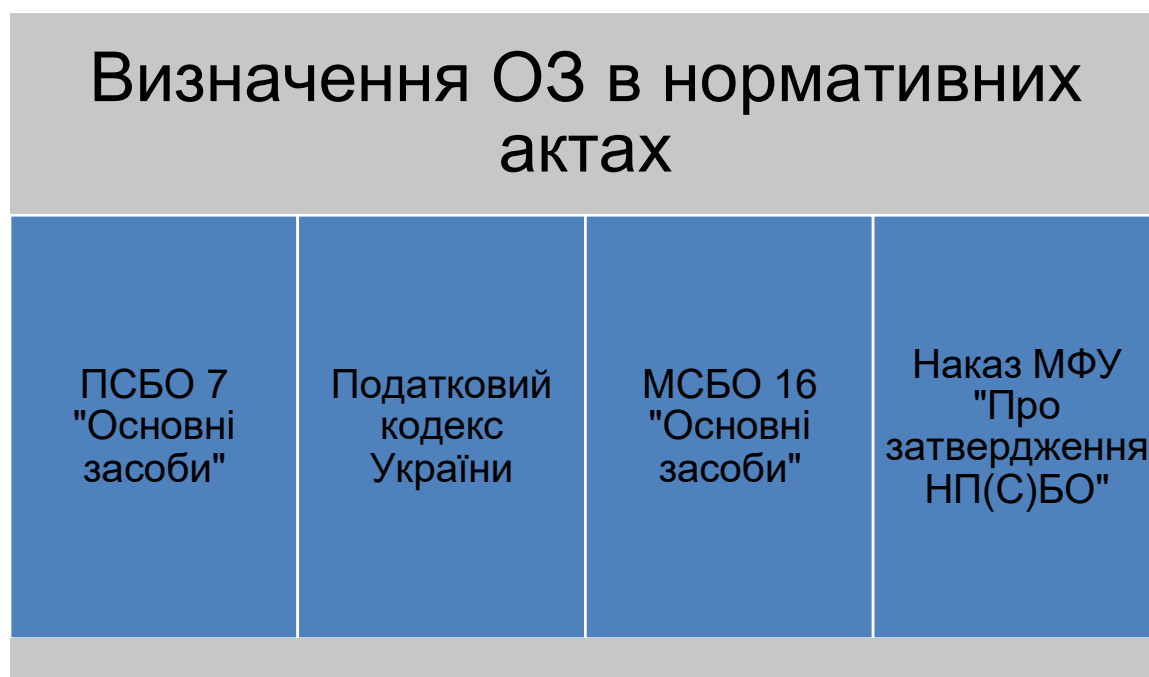 Визначення ОЗ в нормативних
актах
ПСБО 7
"Основні
засоби"
Податковий
кодекс
України
МСБО 16
"Основні
засоби"
Наказ МФУ
"Про
затвердження
НП(С)БО"